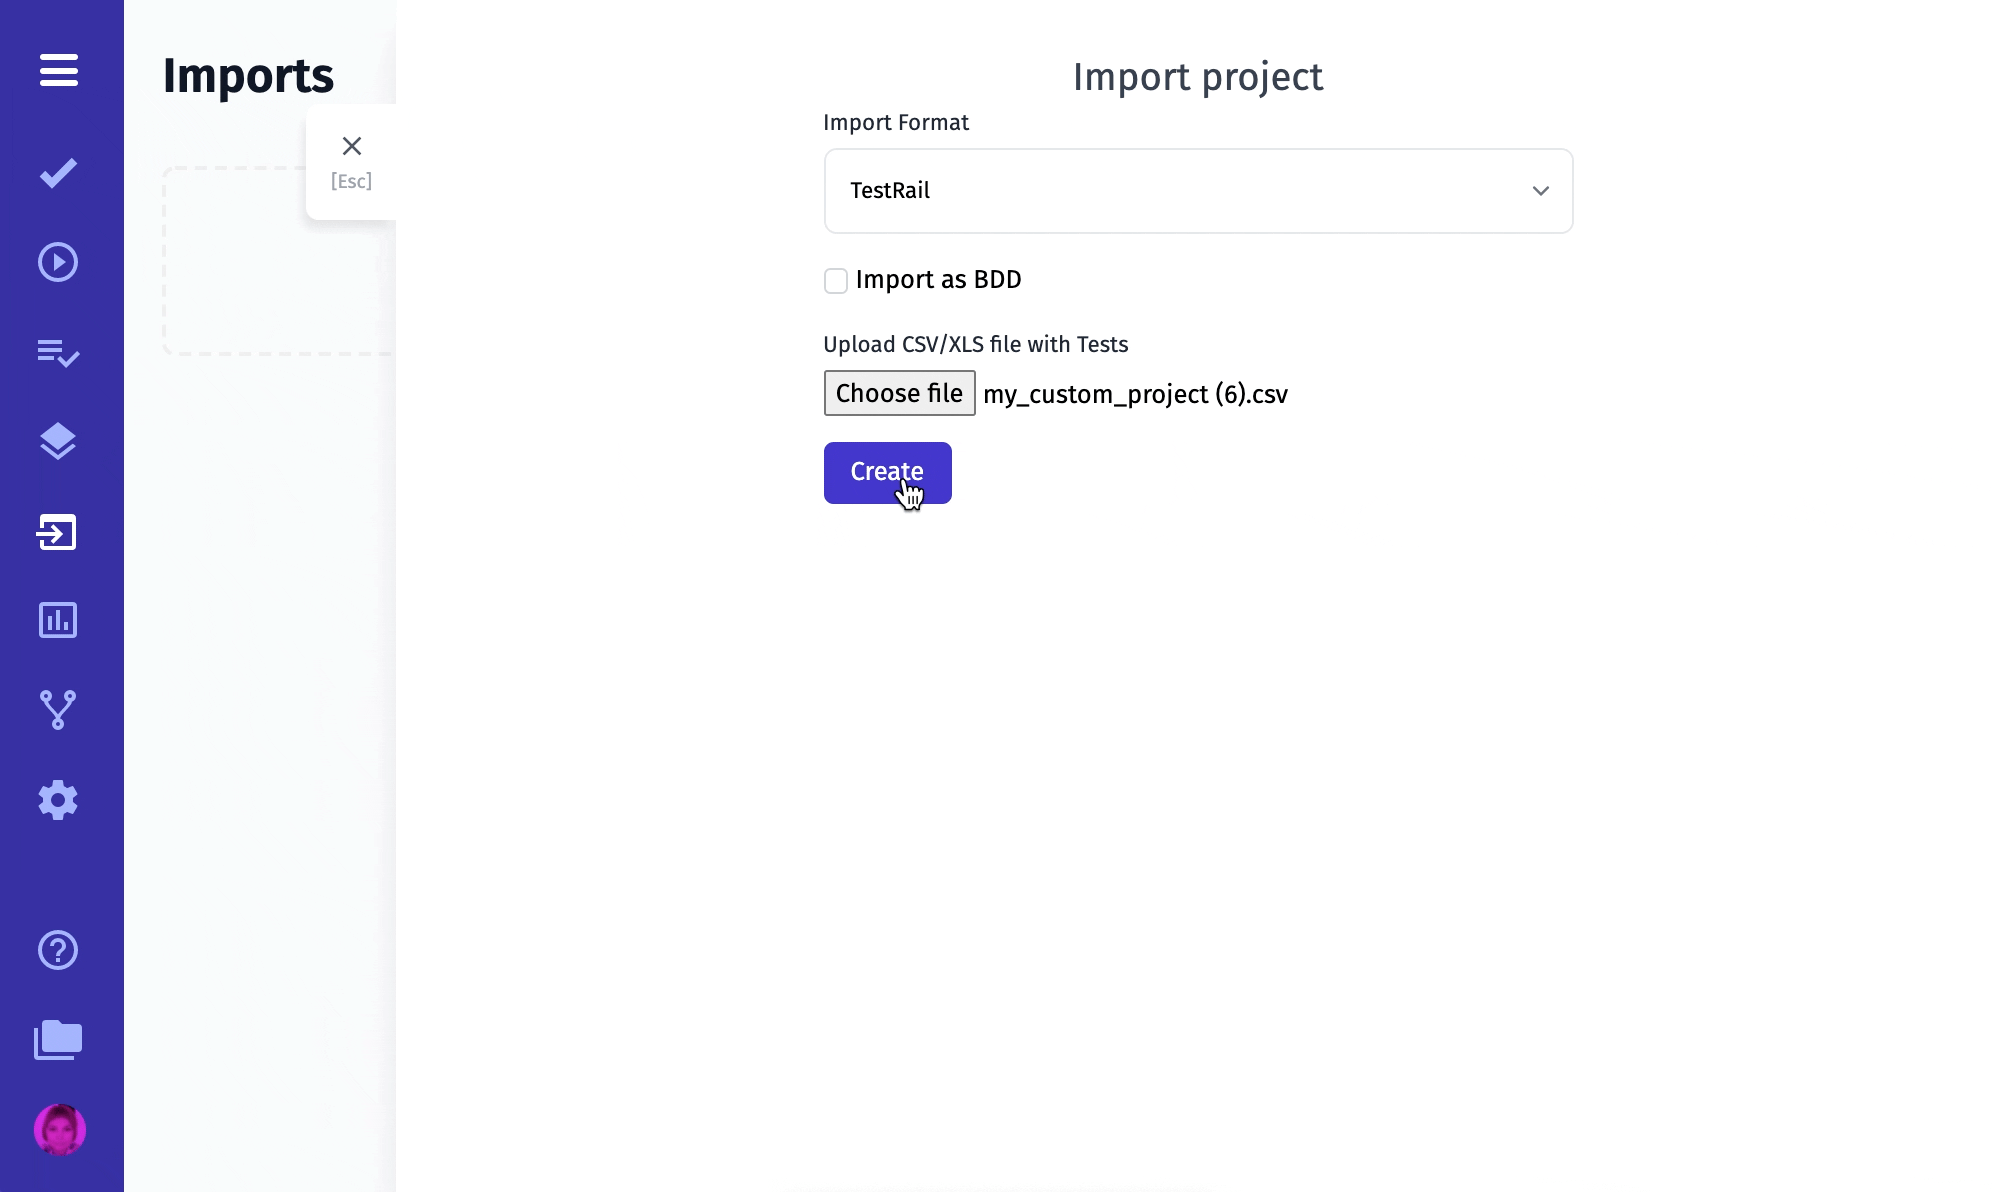 Imports
[Esc]
Import project
Import Format
TestRail
Import as BDD
Upload CSV/XLS file with Tests
Choose file my_custom_project (6).csv
Create